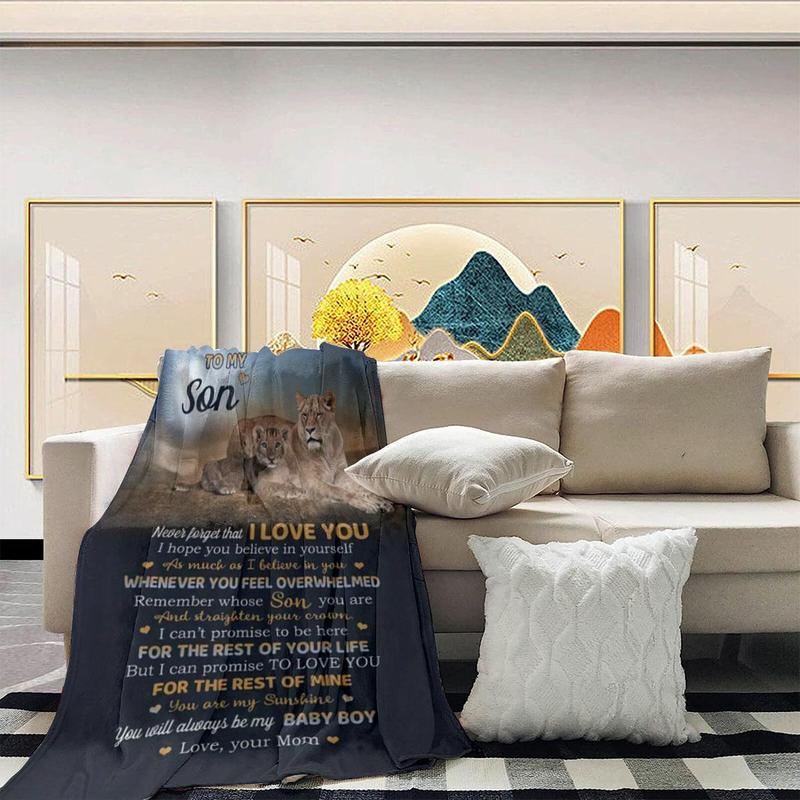 TO MY
Son
Never forget that I LOVE YOU
I hope you believe in yourself
As much as I believe in you
WHENEVER YOU FEEL OVERWHELMED
Remember whose Son you are
And straighten your crown
I can't promise to be here
FOR THE REST OF YOUR LIFE
But I can promise TO LOVE YOU
FOR THE REST OF MINE
You are my Sunshine
You will always be my BABY BOY
Love, your Mom